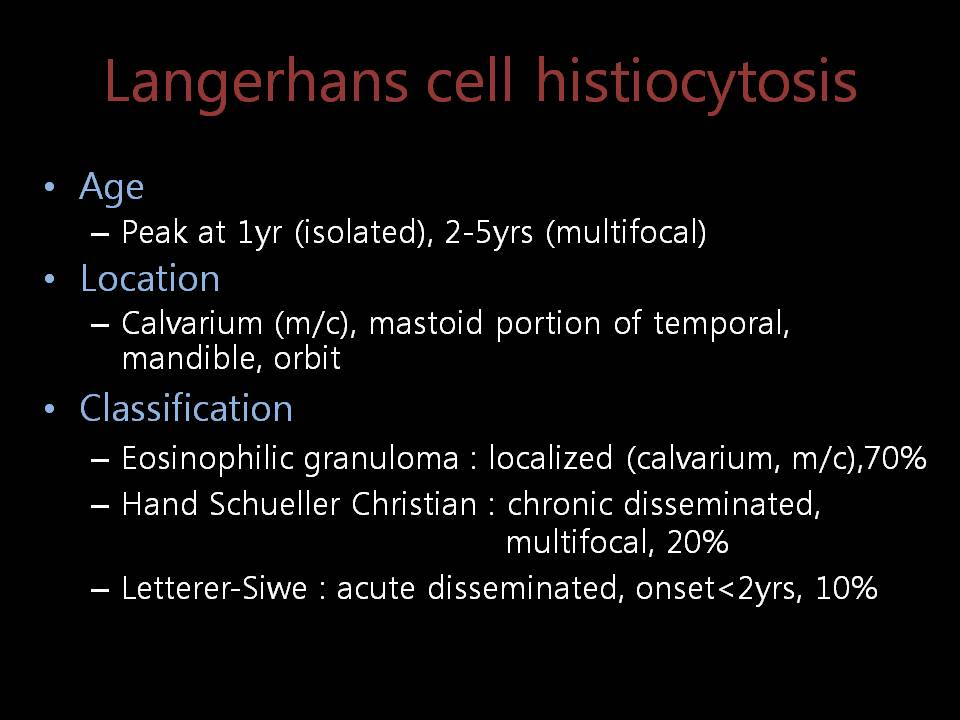 Langerhans cell histiocytosis
• Age
– Peak at 1yr (isolated), 2-5yrs (multifocal)
• Location
– Calvarium (m/c), mastoid portion of temporal,
mandible, orbit
• Classification
– Eosinophilic granuloma : localized (calvarium, m/c),70%
– Hand Schueller Christian : chronic disseminated,
multifocal, 20%
– Letterer-Siwe : acute disseminated, onset<2yrs, 10%